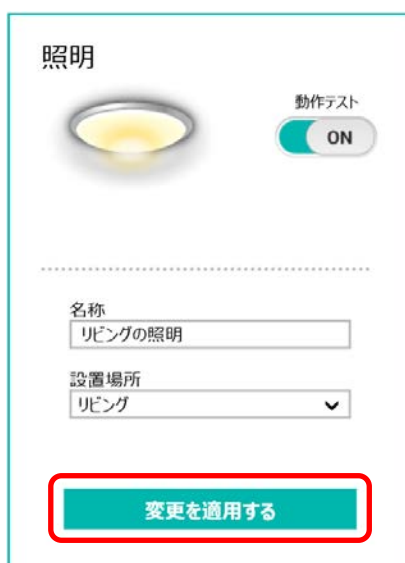 照明
動作テスト
ON
名称
リビングの照明
設置場所
リビング
変更を適用する